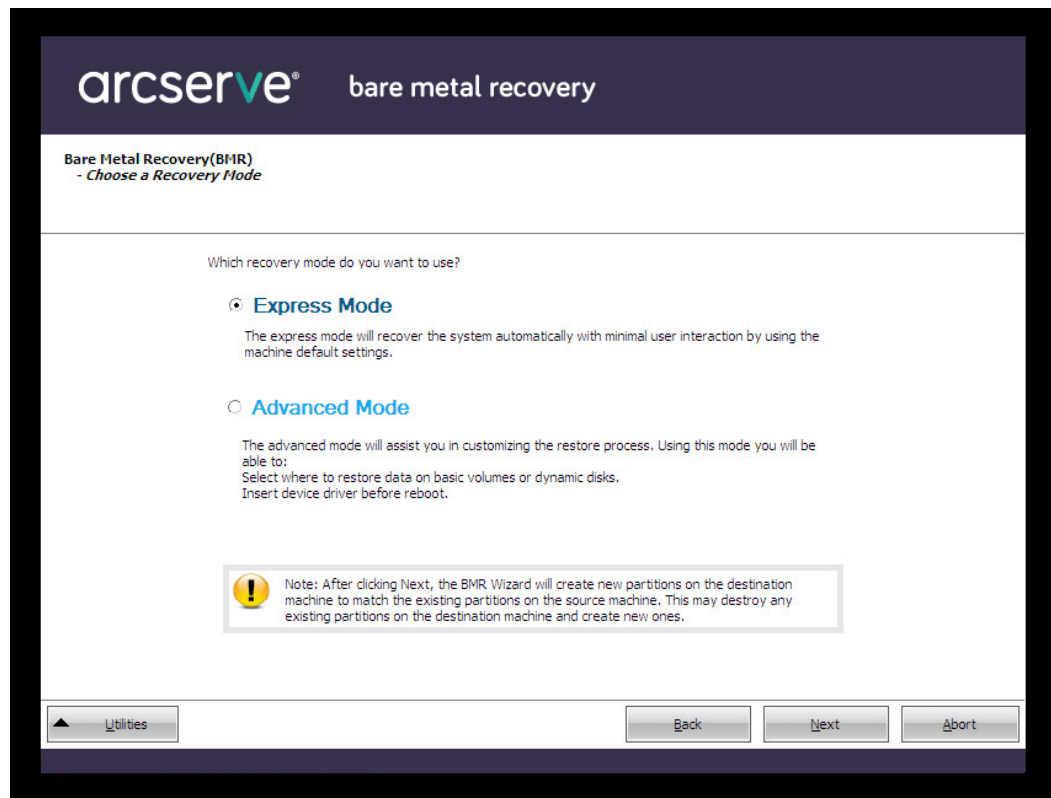 arcserve® bare metal recovery
Bare Metal Recovery(BMR)
- Choose a Recovery Mode
Which recovery mode do you want to use?
Express Mode
The express mode will recover the system automatically with minimal user interaction by using the
machine default settings.
Advanced Mode
The advanced mode will assist you in customizing the restore process. Using this mode you will be
able to:
Select where to restore data on basic volumes or dynamic disks.
Insert device driver before reboot.
Note: After clicking Next, the BMR Wizard will create new partitions on the destination
machine to match the existing partitions on the source machine. This may destroy any
existing partitions on the destination machine and create new ones.
Utilities Back Next Abort